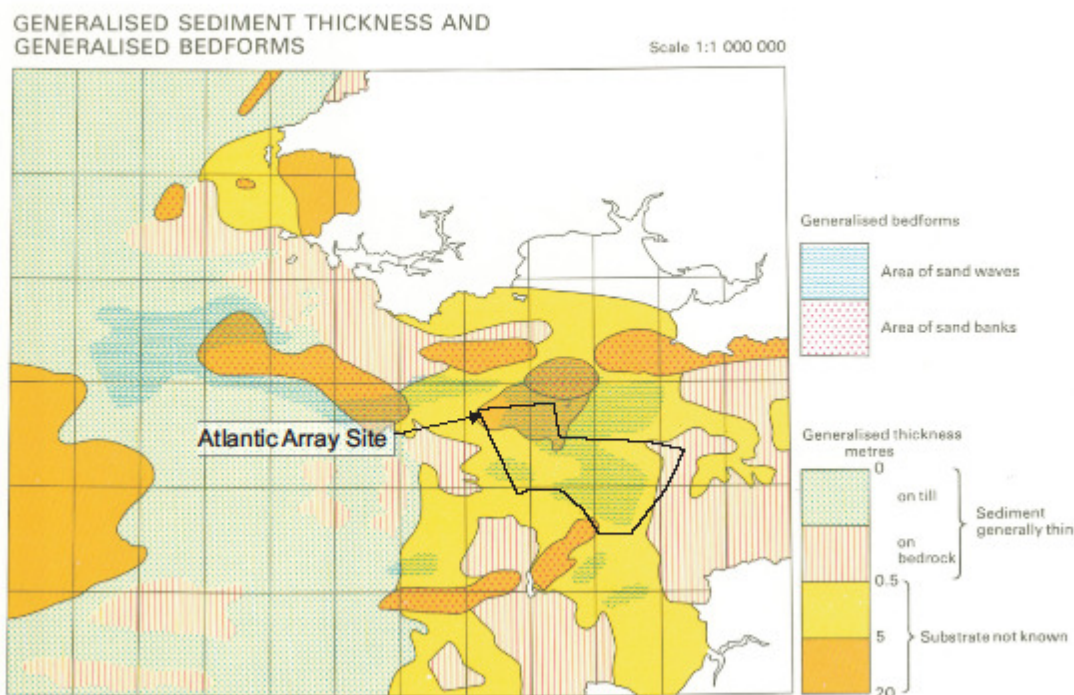 GENERALISED SEDIMENT THICKNESS AND
GENERALISED BEDFORMS
Scale 1:1 000 000
Atlantic Array Site
Generalised bedforms
Area of sand waves
Area of sand banks
Generalised thickness
metres
0
on till
on
bedrock
Sediment
generally thin
0.5
5
Substrate not known
20